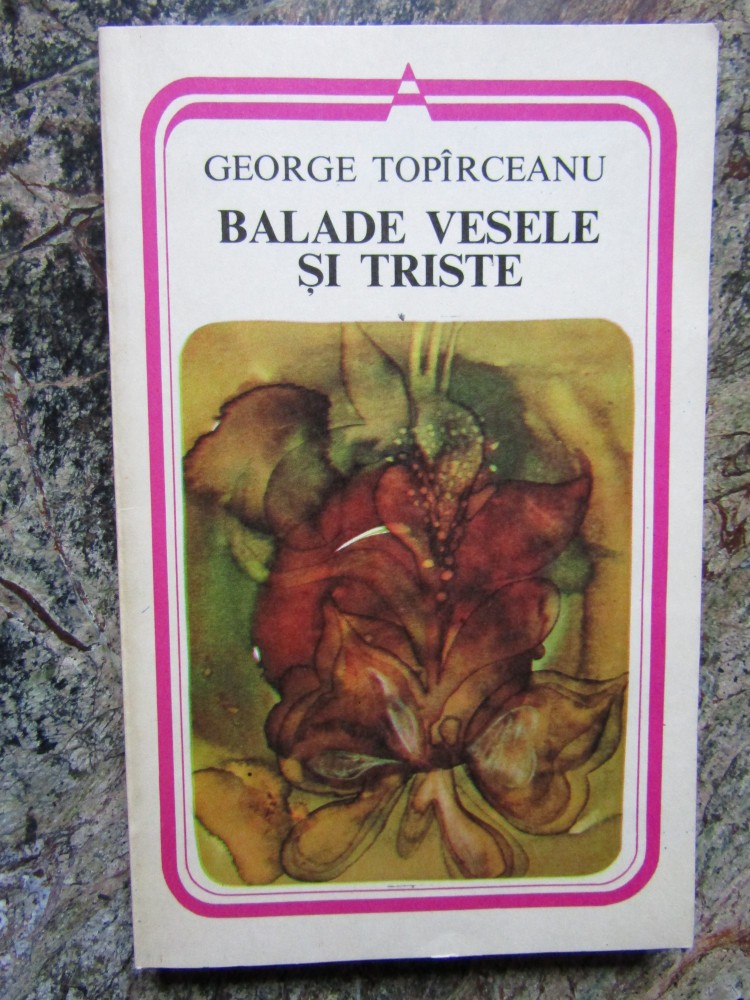 GEORGE TOPÎRCEANU
BALADE VESELE
ȘI TRISTE